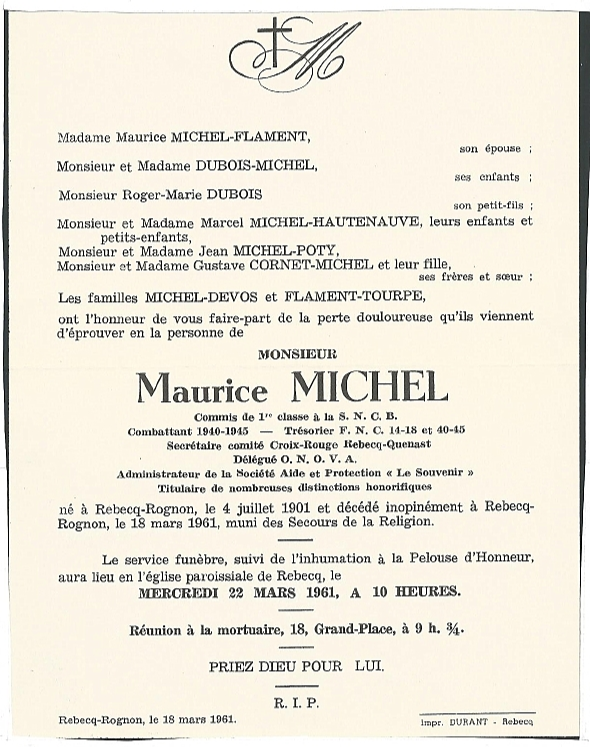 M
Madame Maurice MICHEL-FLAMENT,
son épouse ;
Monsieur et Madame DUBOIS-MICHEL,
ses enfants ;
Monsieur Roger-Marie DUBOIS
son petit-fils ;
Monsieur et Madame Marcel MICHEL-HAUTENAUVE, leurs enfants et
petits-enfants,
Monsieur et Madame Jean MICHEL-POTY,
Monsieur et Madame Gustave CORNET-MICHEL et leur fille,
ses frères et sœur ;
Les familles MICHEL-DEVOS et FLAMENT-TOURPE,
ont l'honneur de vous faire-part de la perte douloureuse qu'ils viennent
d'éprouver en la personne de
MONSIEUR
Maurice MICHEL
Commis de 1re classe à la S. N. C. B.
Combattant 1940-1945 — Trésorier F. N. C. 14-18 et 40-45
Secrétaire comité Croix-Rouge Rebecq-Quenast
Délégué O. N. O. V. A.
Administrateur de la Société Aide et Protection « Le Souvenir »
Titulaire de nombreuses distinctions honorifiques
né à Rebecq-Rognon, le 4 juillet 1901 et décédé inopinément à Rebecq-
Rognon, le 18 mars 1961, muni des Secours de la Religion.
Le service funèbre, suivi de l'inhumation à la Pelouse d'Honneur,
aura lieu en l'église paroissiale de Rebecq, le
MERCREDI 22 MARS 1961, A 10 HEURES.
Réunion à la mortuaire, 18, Grand-Place, à 9 h. ¾.
PRIEZ DIEU POUR LUI.
R. I. P.
Rebecq-Rognon, le 18 mars 1961.
Impr. DURANT - Rebecq